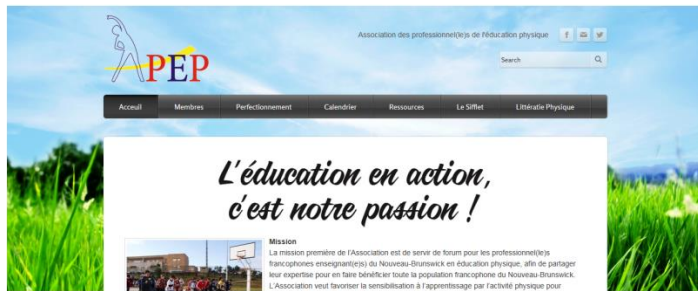 APEP
Association des professionnel(le)s de l'éducation physique
Search
Acceuil Membres Perfectionnement Calendrier Ressources Le Sifflet Littératie Physique
L'éducation en action,
c'est notre passion !
Mission
La mission première de l'Association est de servir de forum pour les professionnel(le)s
francophones enseignant(e)s) du Nouveau-Brunswick en éducation physique, afin de partager
leur expertise pour en faire bénéficier toute la population francophone du Nouveau-Brunswick.
L'Association veut favoriser la sensibilisation à l'apprentissage par l'activité physique pour